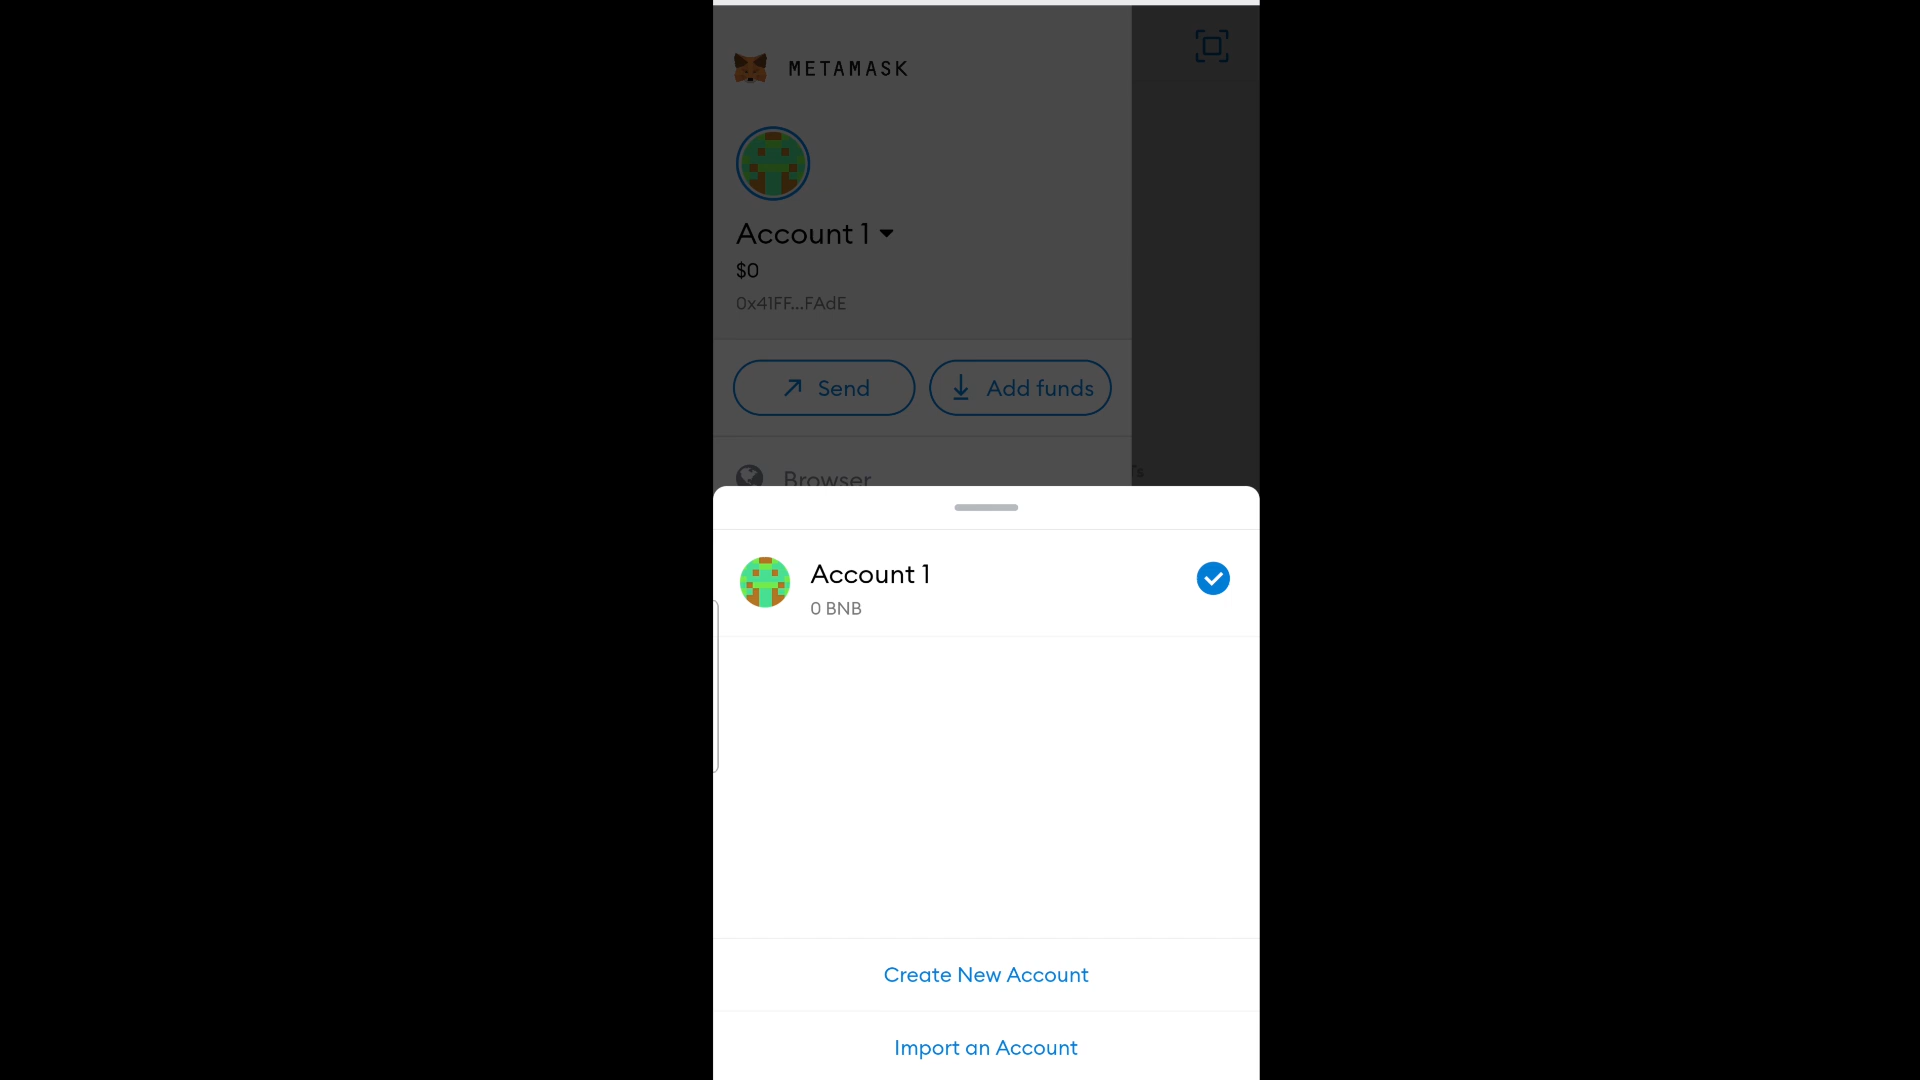 METAMASK
Account 1
$0
0x41FF...FAdE
Send
Add funds
Browser
Account 1
0 BNB
Create New Account
Import an Account